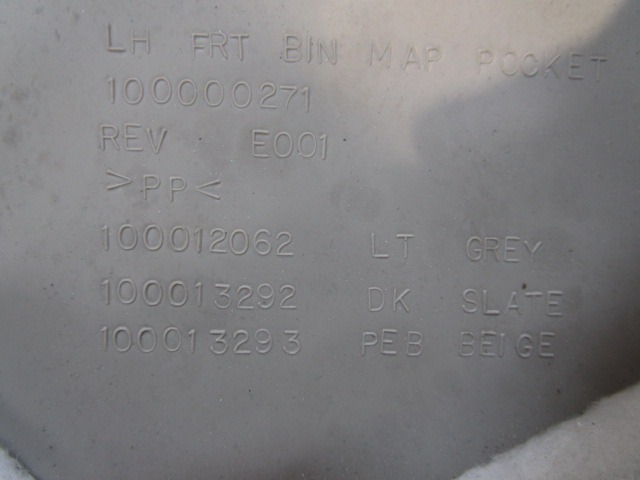 LH FRT BIN MAP POCKET
100000271
REV E001
>PP<
100012062 LT GREY
100013292 DK SLATE
100013293 PEB BEIGE